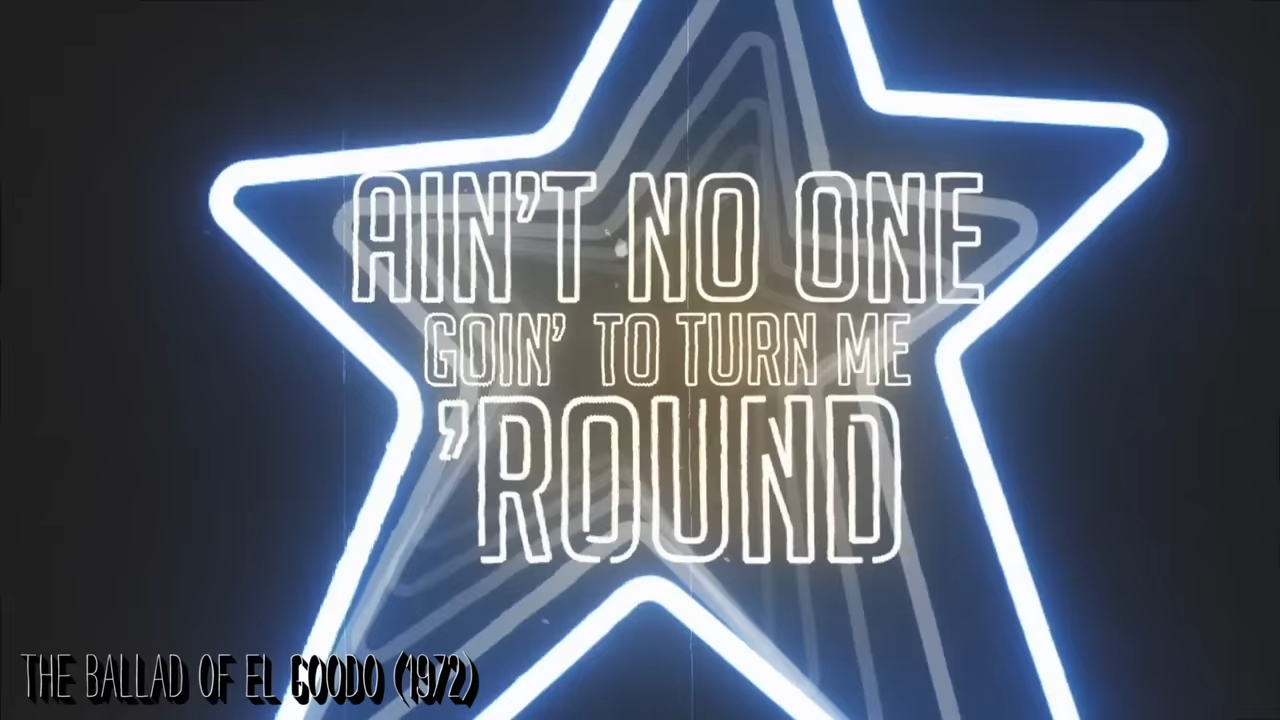 AIN'T NO ONE
GOIN' TO TURN ME
'ROUND
THE BALLAD OF EL GOODO (1972)